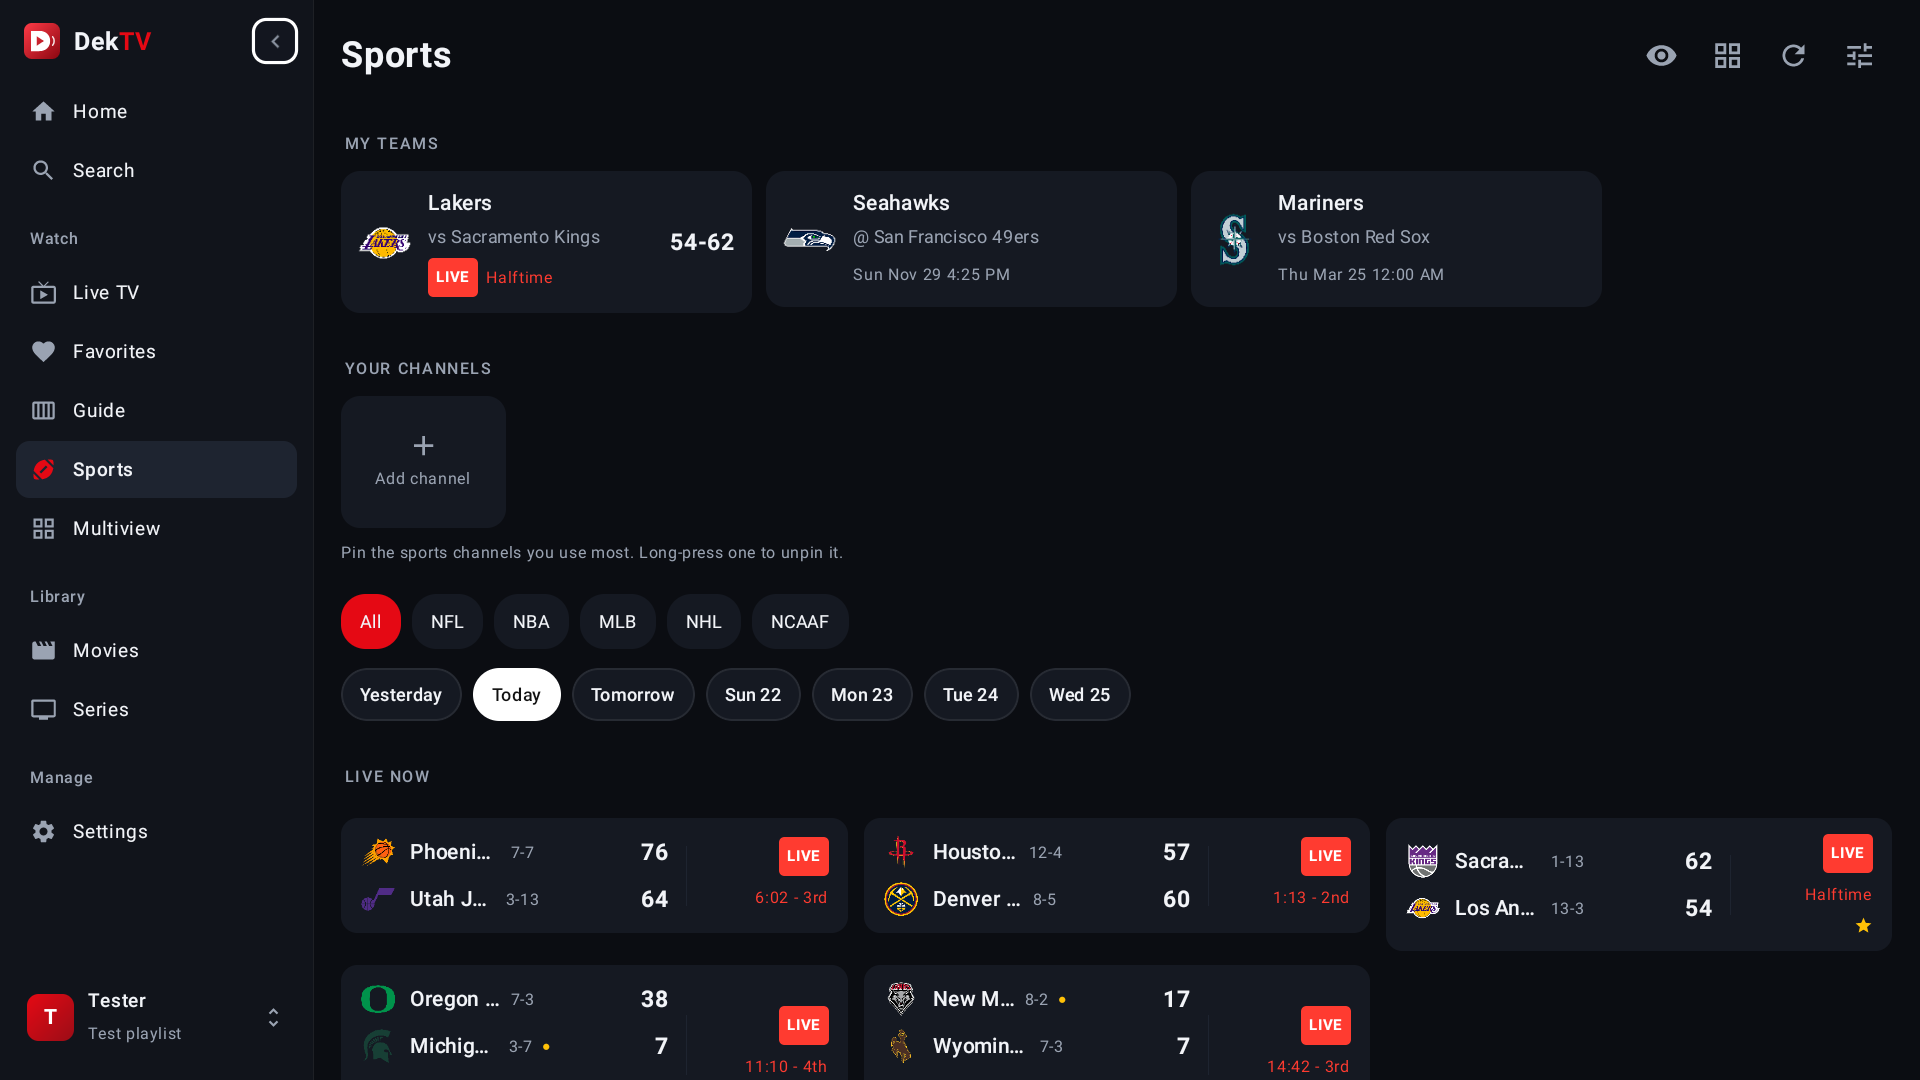 DekTV
Home
Search
Watch
Live TV
Favorites
Guide
Sports
Multiview
Library
Movies
Series
Manage
Settings
T
Tester
Test playlist
Sports
MY TEAMS
Lakers
vs Sacramento Kings
54-62
LIVE Halftime
Seahawks
@ San Francisco 49ers
Sun Nov 29 4:25 PM
Mariners
vs Boston Red Sox
Thu Mar 25 12:00 AM
YOUR CHANNELS
Add channel
Pin the sports channels you use most. Long-press one to unpin it.
All NFL NBA MLB NHL NCAAF
Yesterday Today Tomorrow Sun 22 Mon 23 Tue 24 Wed 25
LIVE NOW
Phoeni... 7-7 76
Utah J... 3-13 64
LIVE
6:02 - 3rd
Housto... 12-4 57
Denver ... 8-5 60
LIVE
1:13 - 2nd
Sacra... 1-13 62
Los An... 13-3 54
LIVE
Halftime
Oregon ... 7-3 38
Michig... 3-7 7
LIVE
11:10 - 4th
New M... 8-2 17
Wyomin... 7-3 7
LIVE
14:42 - 3rd